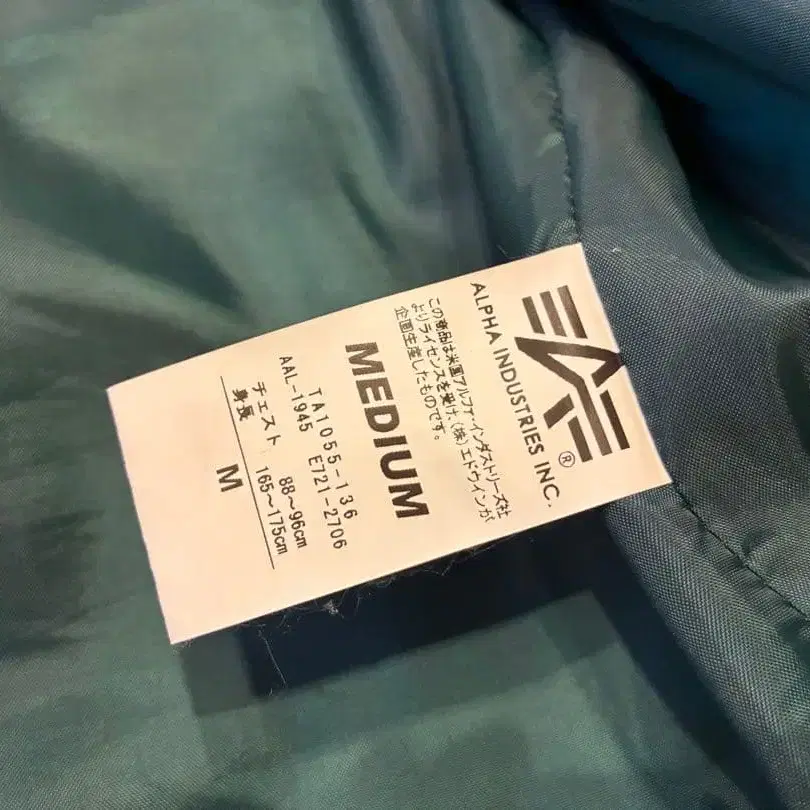 ALPHA INDUSTRIES INC.
®
この商品は米国アルファ・インダストリーズ社
よりライセンスを受け、(株)エドウインが
企画生産したものです。
MEDIUM
TA1055-136
AAL-1945 E721-2706
チェスト 88~96cm
身長 165~175cm
M